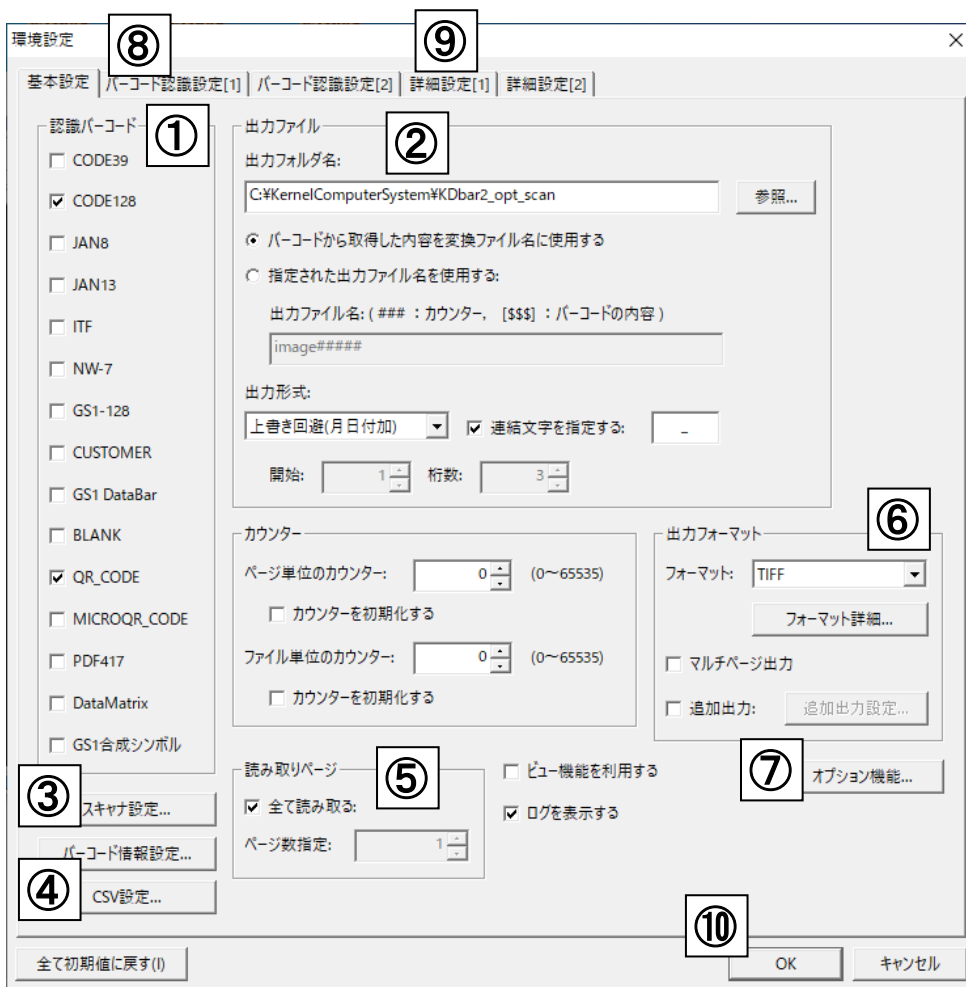 環境設定
⑧
⑨
基本設定 バーコード認識設定[1] バーコード認識設定[2] 詳細設定[1] 詳細設定[2]
認識バーコード
①
CODE39
CODE128
JAN8
JAN13
ITF
NW-7
GS1-128
CUSTOMER
GS1 DataBar
BLANK
QR_CODE
MICROQR_CODE
PDF417
DataMatrix
GS1合成シンボル
出力ファイル
②
出力フォルダ名:
C:¥KernelComputerSystem¥KDbar2_opt_scan 参照...
バーコードから取得した内容を変換ファイル名に使用する
指定された出力ファイル名を使用する:
出力ファイル名: ( ### : カウンター, [$$$] : バーコードの内容 )
image#####
出力形式:
上書き回避(月日付加) 連結文字を指定する: _
開始: 1 桁数: 3
カウンター
ページ単位のカウンター: 0 (0～65535)
カウンターを初期化する
ファイル単位のカウンター: 0 (0～65535)
カウンターを初期化する
出力フォーマット
⑥
フォーマット: TIFF
フォーマット詳細...
マルチページ出力
追加出力: 追加出力設定...
③
スキャナ設定...
バーコード情報設定...
④
CSV設定...
読み取りページ
⑤
全て読み取る:
ページ数指定: 1
ビュー機能を利用する
ログを表示する
⑦
オプション機能...
⑩
全て初期値に戻す(I) OK キャンセル